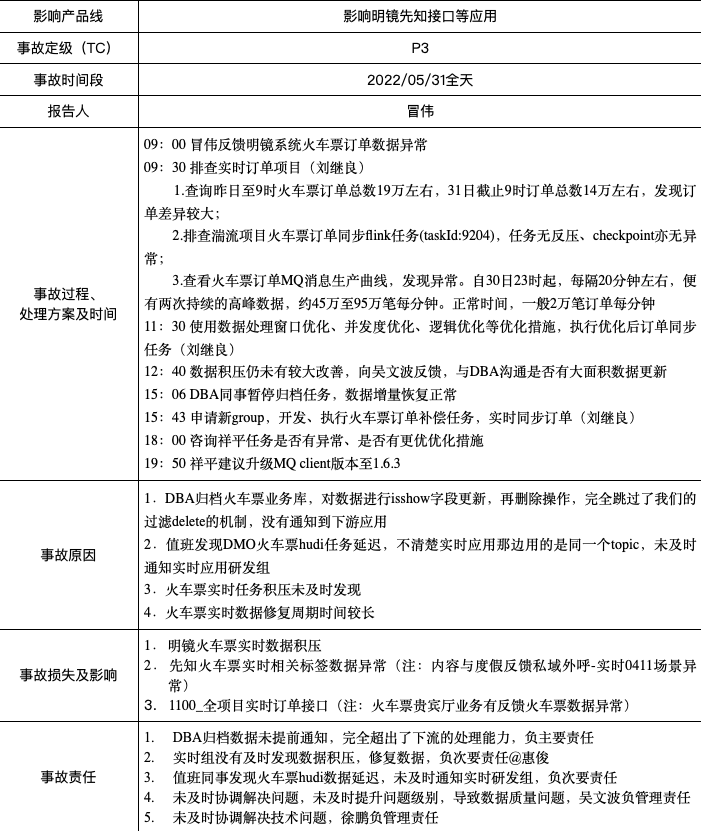 影响产品线
影响明镜先知接口等应用
事故定级（TC）
P3
事故时间段
2022/05/31全天
报告人
冒伟
事故过程、
处理方案及时间
09：00 冒伟反馈明镜系统火车票订单数据异常
09：30 排查实时订单项目（刘继良）
1.查询昨日至9时火车票订单总数19万左右，31日截止9时订单总数14万左右，发现订
单差异较大；
2.排查湍流项目火车票订单同步flink任务(taskId:9204)，任务无反压、checkpoint亦无异
常；
3.查看火车票订单MQ消息生产曲线，发现异常。自30日23时起，每隔20分钟左右，便
有两次持续的高峰数据，约45万至95万笔每分钟。正常时间，一般2万笔订单每分钟
11：30 使用数据处理窗口优化、并发度优化、逻辑优化等优化措施，执行优化后订单同步
任务（刘继良）
12：40 数据积压仍未有较大改善，向吴文波反馈，与DBA沟通是否有大面积数据更新
15：06 DBA同事暂停归档任务，数据增量恢复正常
15：43 申请新group，开发、执行火车票订单补偿任务，实时同步订单（刘继良）
18：00 咨询祥平任务是否有异常、是否有更优优化措施
19：50 祥平建议升级MQ client版本至1.6.3
事故原因
1．DBA归档火车票业务库，对数据进行isshow字段更新，再删除操作，完全跳过了我们的
过滤delete的机制，没有通知到下游应用
2．值班发现DMO火车票hudi任务延迟，不清楚实时应用那边用的是同一个topic，未及时
通知实时应用研发组
3．火车票实时任务积压未及时发现
4．火车票实时数据修复周期时间较长
事故损失及影响
1. 明镜火车票实时数据积压
2. 先知火车票实时相关标签数据异常（注：内容与度假反馈私域外呼-实时0411场景异
常）
3. 1100_全项目实时订单接口（注：火车票贵宾厅业务有反馈火车票数据异常）
事故责任
1. DBA归档数据未提前通知，完全超出了下流的处理能力，负主要责任
2. 实时组没有及时发现数据积压，修复数据，负次要责任@惠俊
3. 值班同事发现火车票hudi数据延迟，未及时通知实时研发组，负次要责任
4. 未及时协调解决问题，未及时提升问题级别，导致数据质量问题，吴文波负管理责任
5. 未及时协调解决技术问题，徐鹏负管理责任